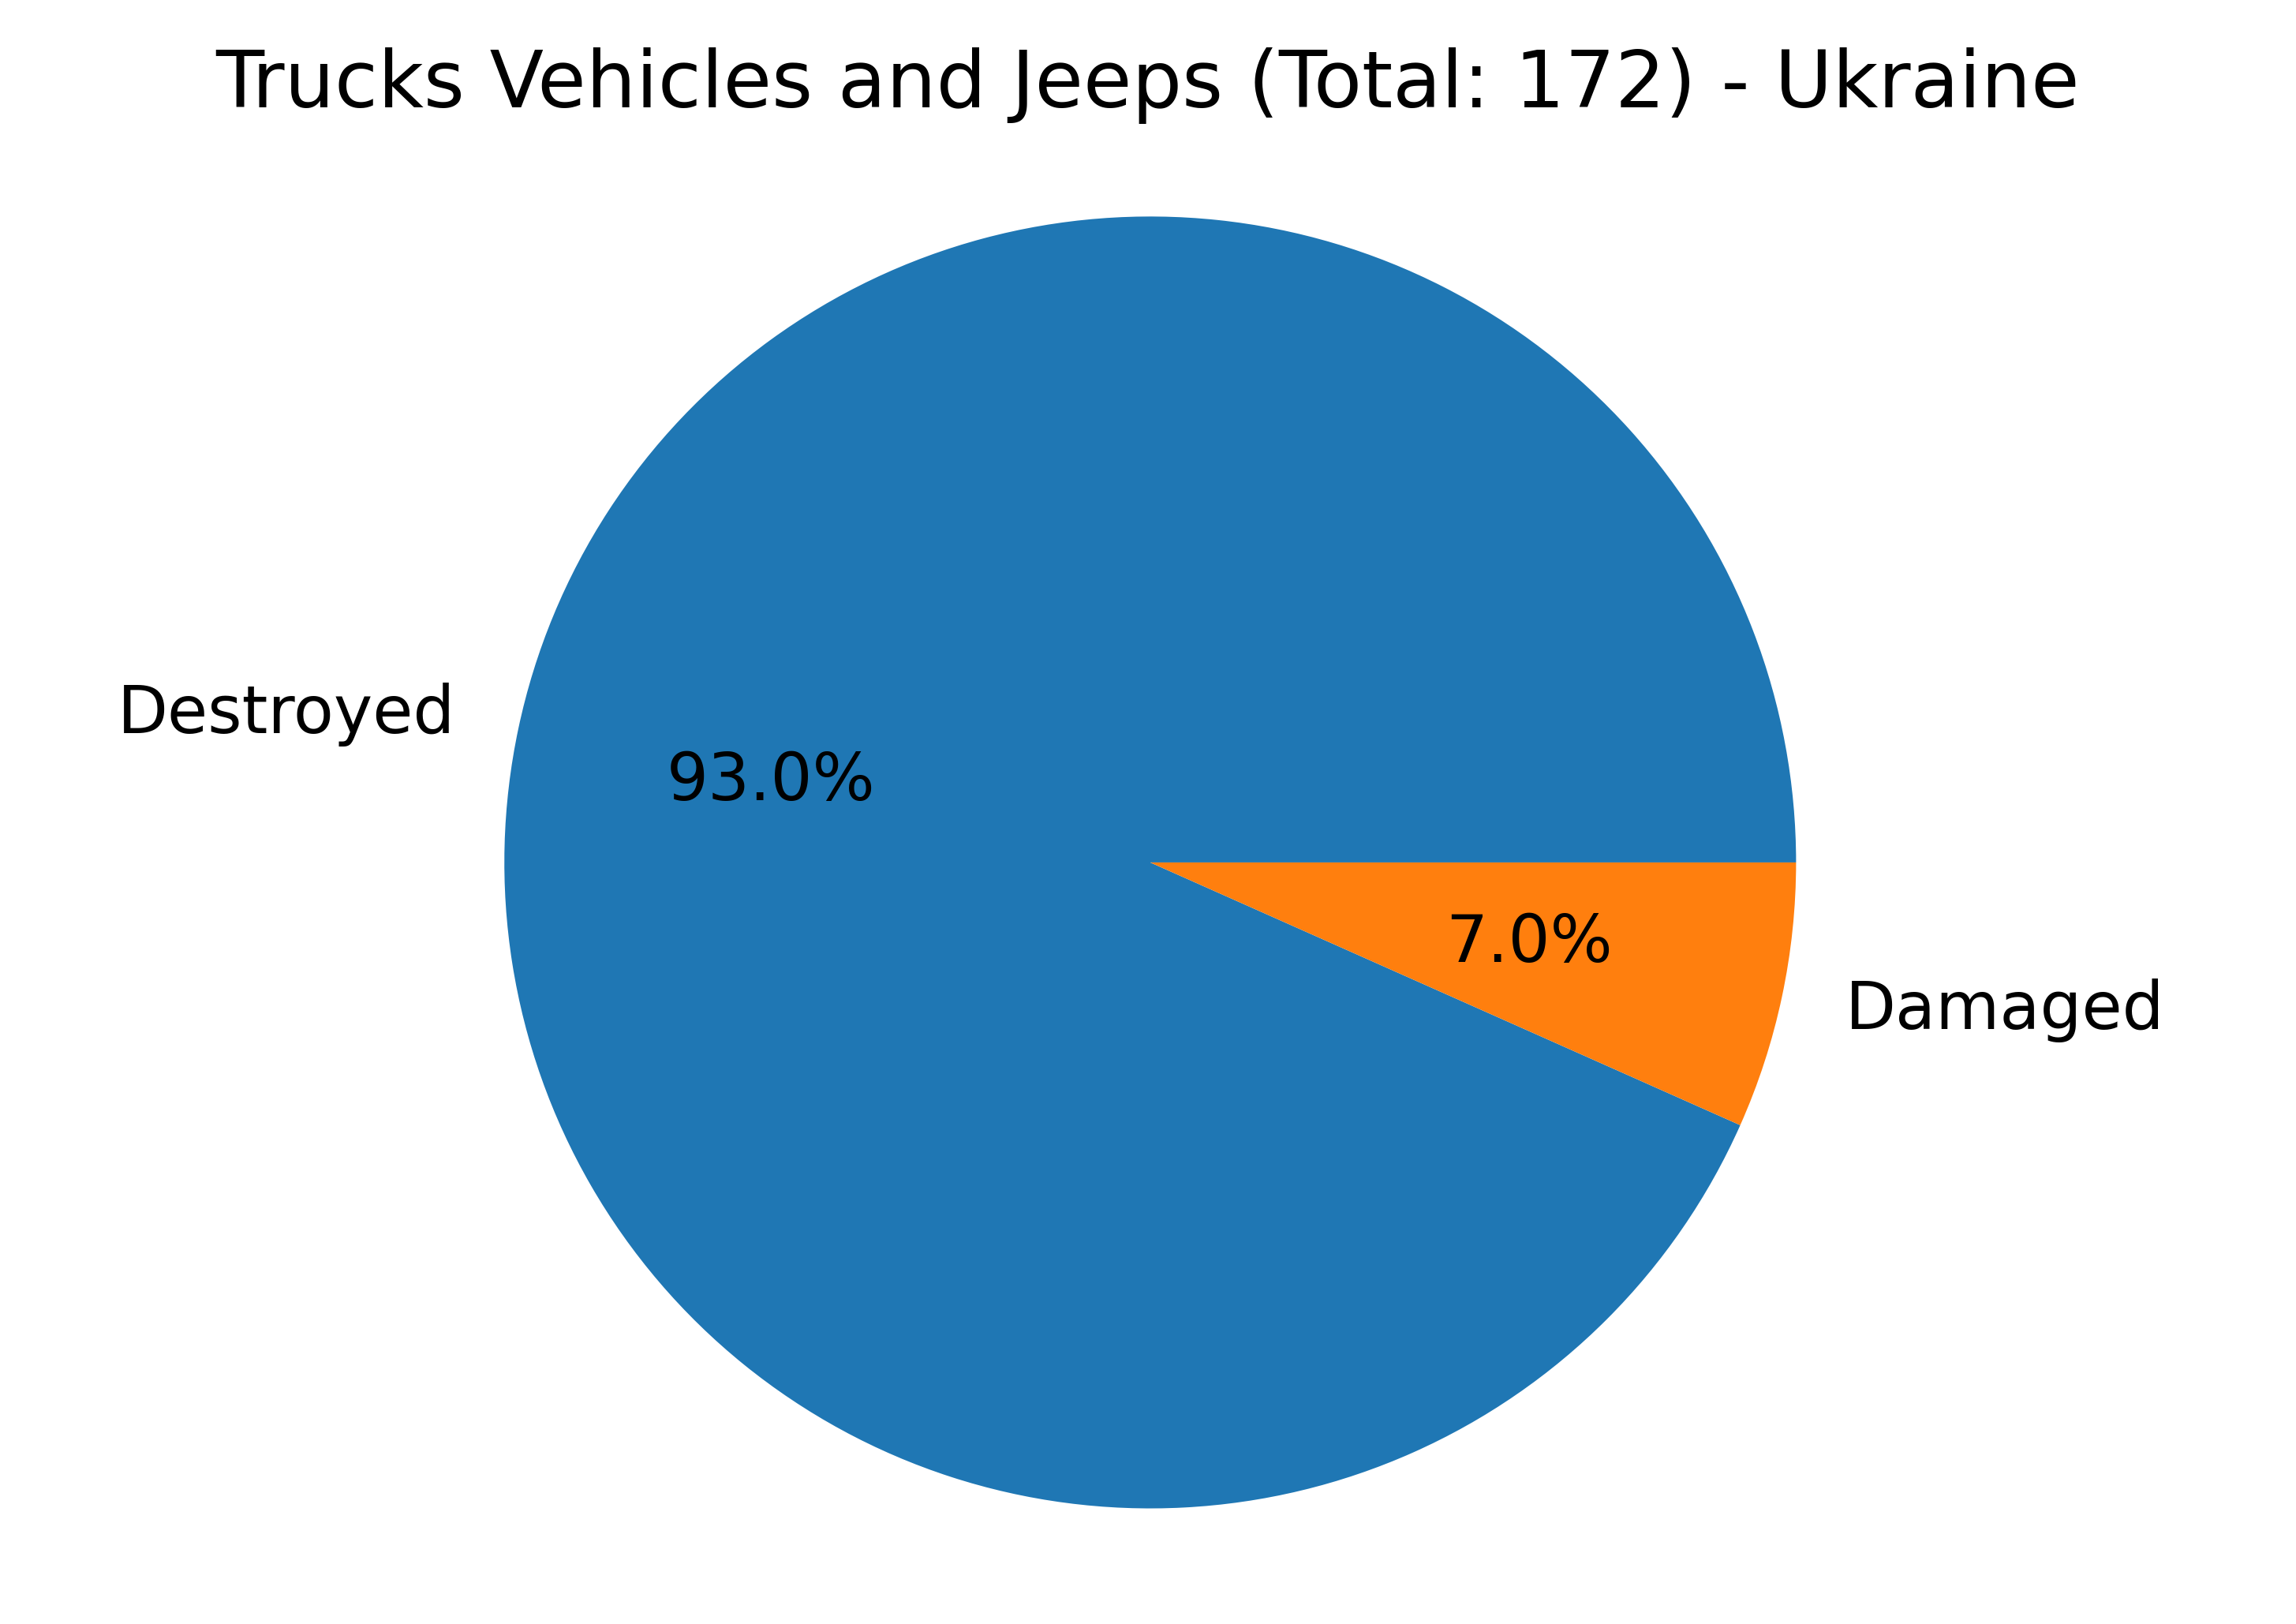 Trucks Vehicles and Jeeps (Total: 172) - Ukraine
Destroyed
93.0%
7.0%
Damaged